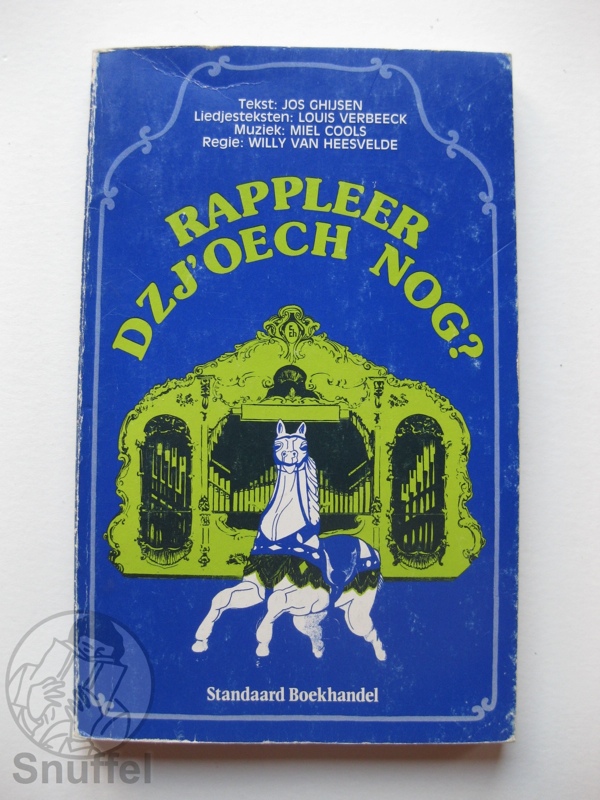 Tekst: JOS GHIJSEN
Liedjesteksten: LOUIS VERBEECK
Muziek: MIEL COOLS
Regie: WILLY VAN HEESVELDE
RAPPLEER
DZJ'OECH NOG?
Standaard Boekhandel
Snuffel